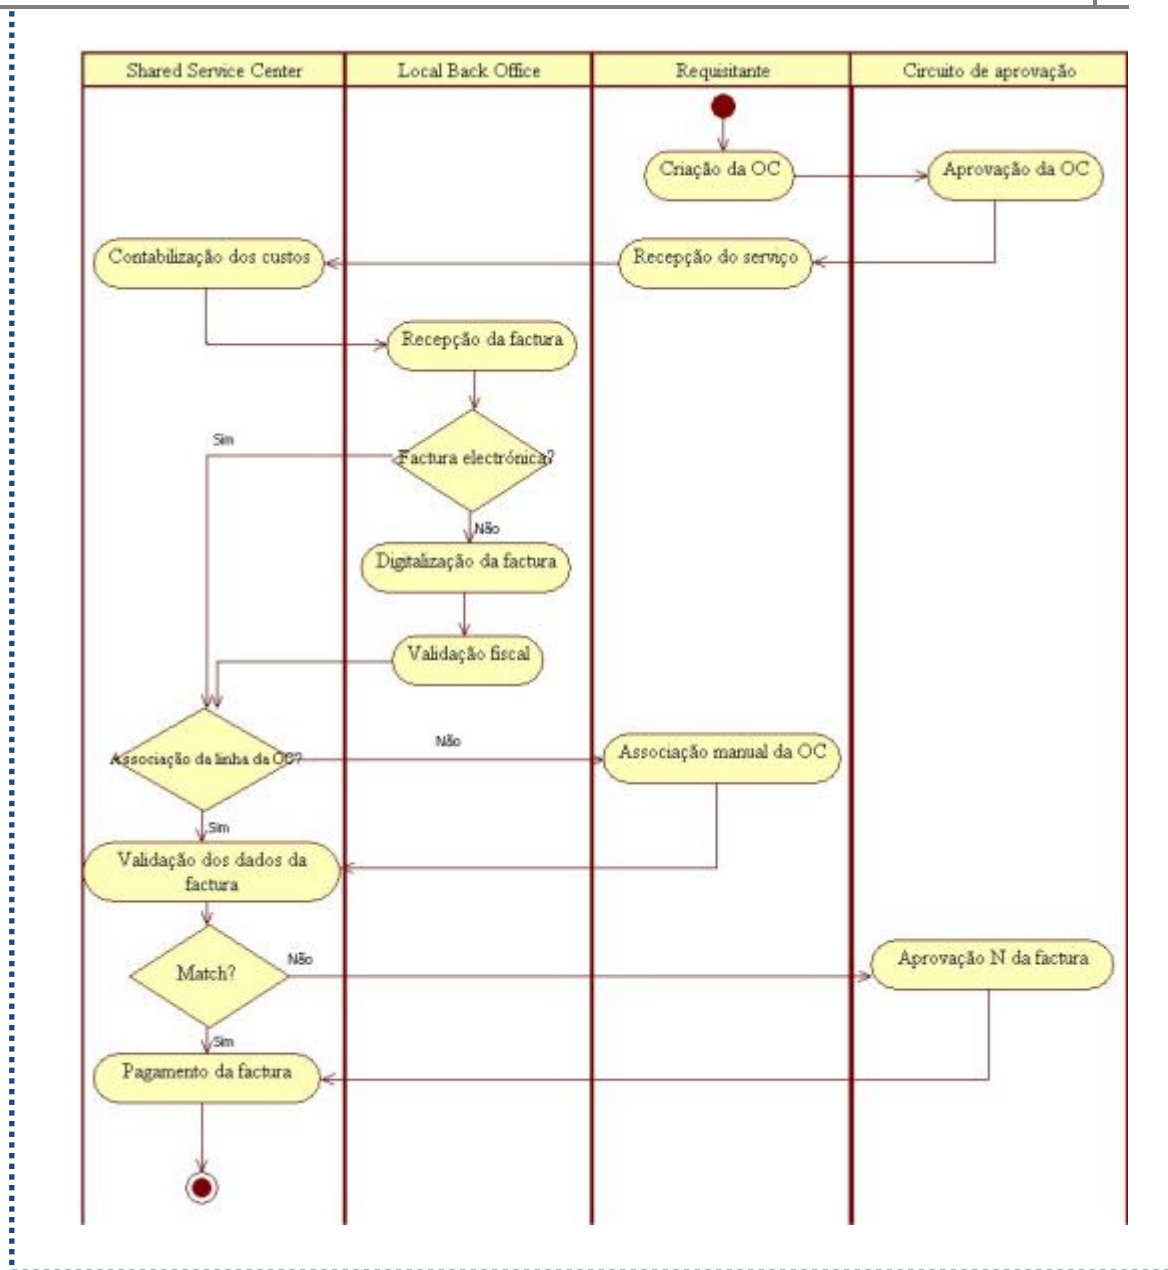 Shared Service Center
Local Back Office
Requisitante
Circuito de aprovação
Criação da OC
Aprovação da OC
Contabilização dos custos
Recepção do serviço
Recepção da factura
Sim
Factura electrónica?
Não
Digitalização da factura
Validação fiscal
Associação da linha da OC?
Não
Associação manual da OC
Sim
Validação dos dados da
factura
Match?
Não
Aprovação N da factura
Sim
Pagamento da factura